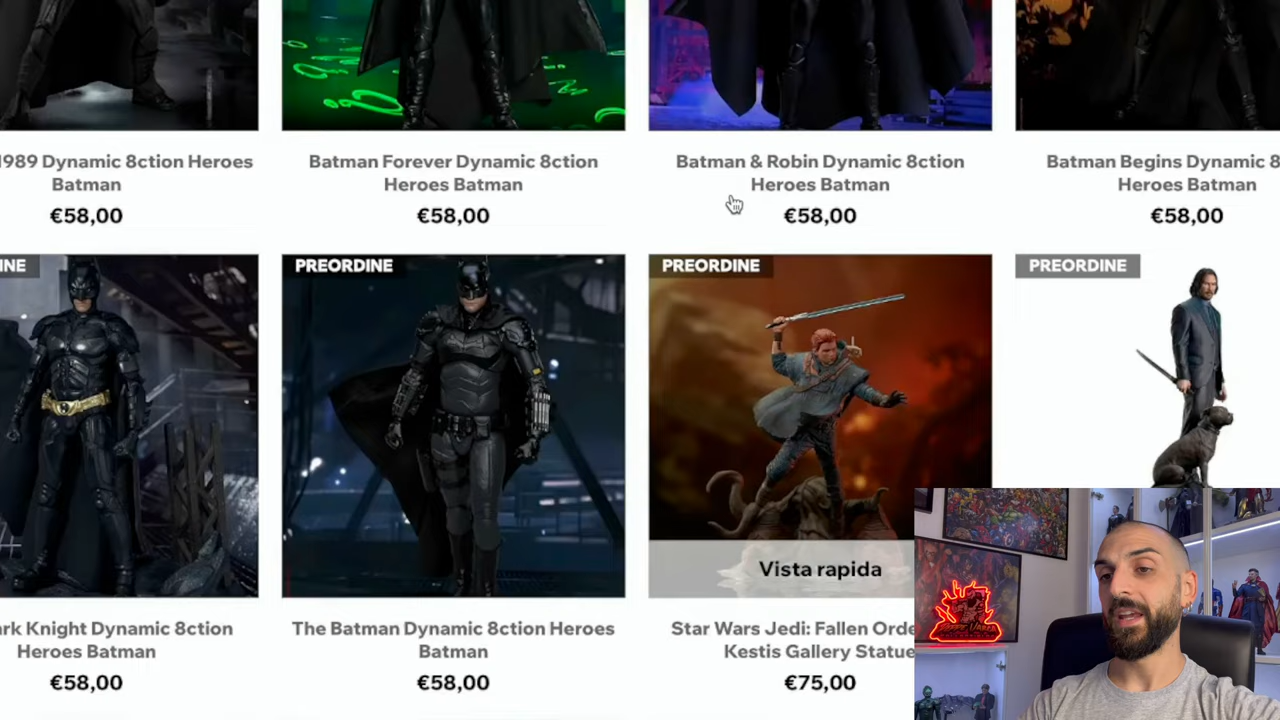 1989 Dynamic 8ction Heroes
Batman
€58,00
Batman Forever Dynamic 8ction
Heroes Batman
€58,00
Batman & Robin Dynamic 8ction
Heroes Batman
€58,00
Batman Begins Dynamic 8
Heroes Batman
€58,00
INE
PREORDINE
PREORDINE
PREORDINE
Vista rapida
ark Knight Dynamic 8ction
Heroes Batman
€58,00
The Batman Dynamic 8ction Heroes
Batman
€58,00
Star Wars Jedi: Fallen Orde
Kestis Gallery Statue
€75,00